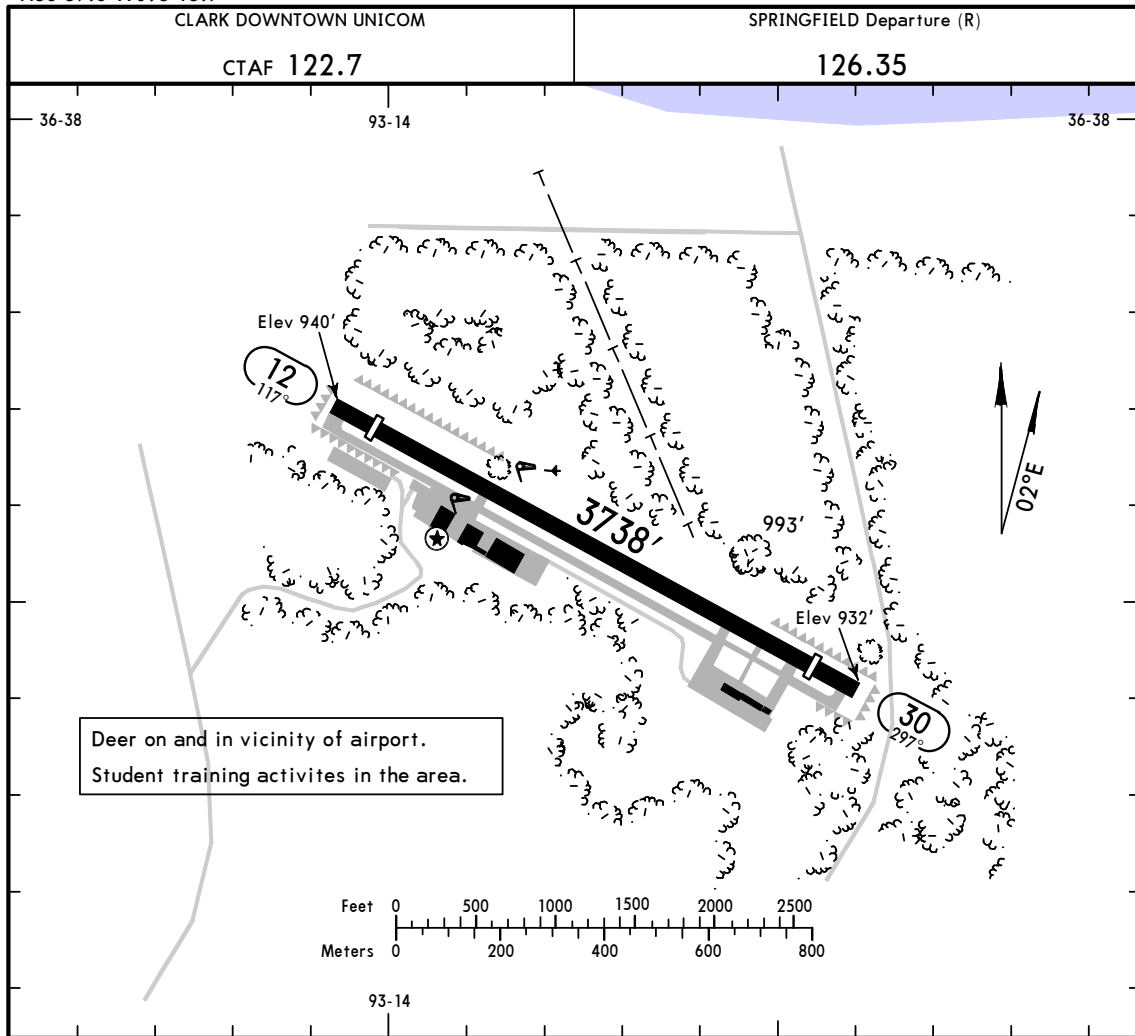 CLARK DOWNTOWN UNICOM
CTAF 122.7
SPRINGFIELD Departure (R)
126.35
36-38
93-14
36-38
Elev 940'
12
117°
02°E
993'
3738'
Elev 932'
30
297°
Deer on and in vicinity of airport.
Student training activites in the area.
Feet 0 500 1000 1500 2000 2500
Meters 0 200 400 600 800
93-14